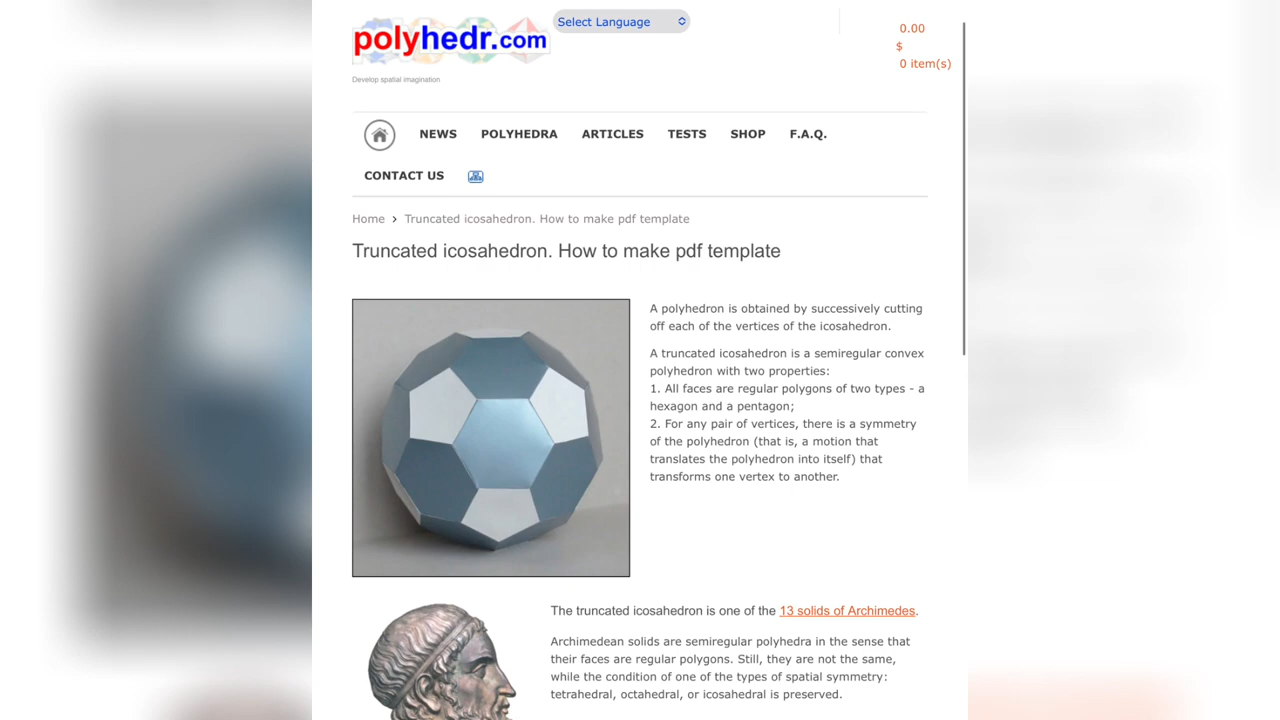 polyhedr.com
Select Language
0.00
$
0 item(s)
Develop spatial imagination
NEWS POLYHEDRA ARTICLES TESTS SHOP F.A.Q.
CONTACT US
Home › Truncated icosahedron. How to make pdf template
Truncated icosahedron. How to make pdf template
A polyhedron is obtained by successively cutting
off each of the vertices of the icosahedron.
A truncated icosahedron is a semiregular convex
polyhedron with two properties:
1. All faces are regular polygons of two types - a
hexagon and a pentagon;
2. For any pair of vertices, there is a symmetry
of the polyhedron (that is, a motion that
translates the polyhedron into itself) that
transforms one vertex to another.
The truncated icosahedron is one of the 13 solids of Archimedes.
Archimedean solids are semiregular polyhedra in the sense that
their faces are regular polygons. Still, they are not the same,
while the condition of one of the types of spatial symmetry:
tetrahedral, octahedral, or icosahedral is preserved.